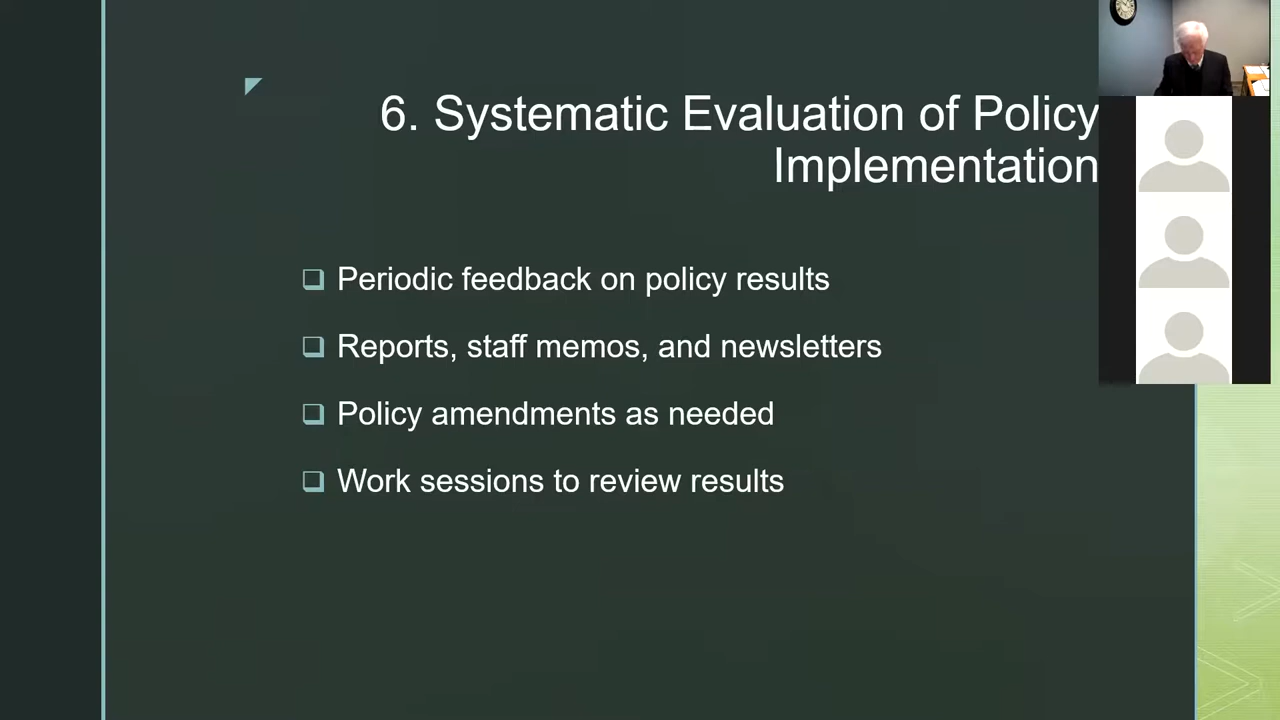 6. Systematic Evaluation of Policy
Implementation
❑ Periodic feedback on policy results
❑ Reports, staff memos, and newsletters
❑ Policy amendments as needed
❑ Work sessions to review results